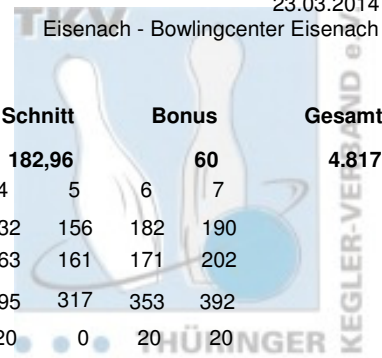 23.03.2014
TKV
Eisenach - Bowlingcenter Eisenach
Schnitt Bonus Gesamt
182,96 60 4.817
4 5 6 7
32 156 182 190
63 161 171 202
95 317 353 392
20 0 20 20
THÜRINGER
KEGLER-VERBAND e.V.